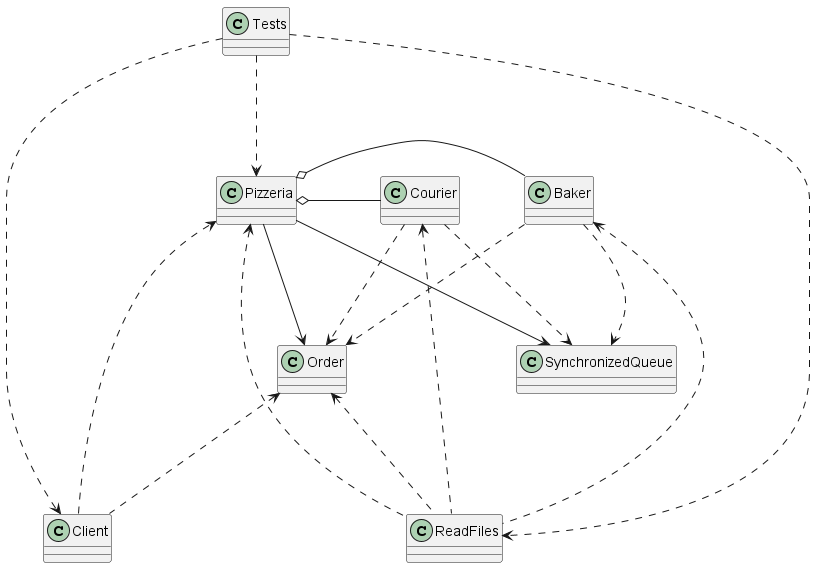 C Tests
C Pizzeria
C Courier
C Baker
C Order
C SynchronizedQueue
C Client
C ReadFiles